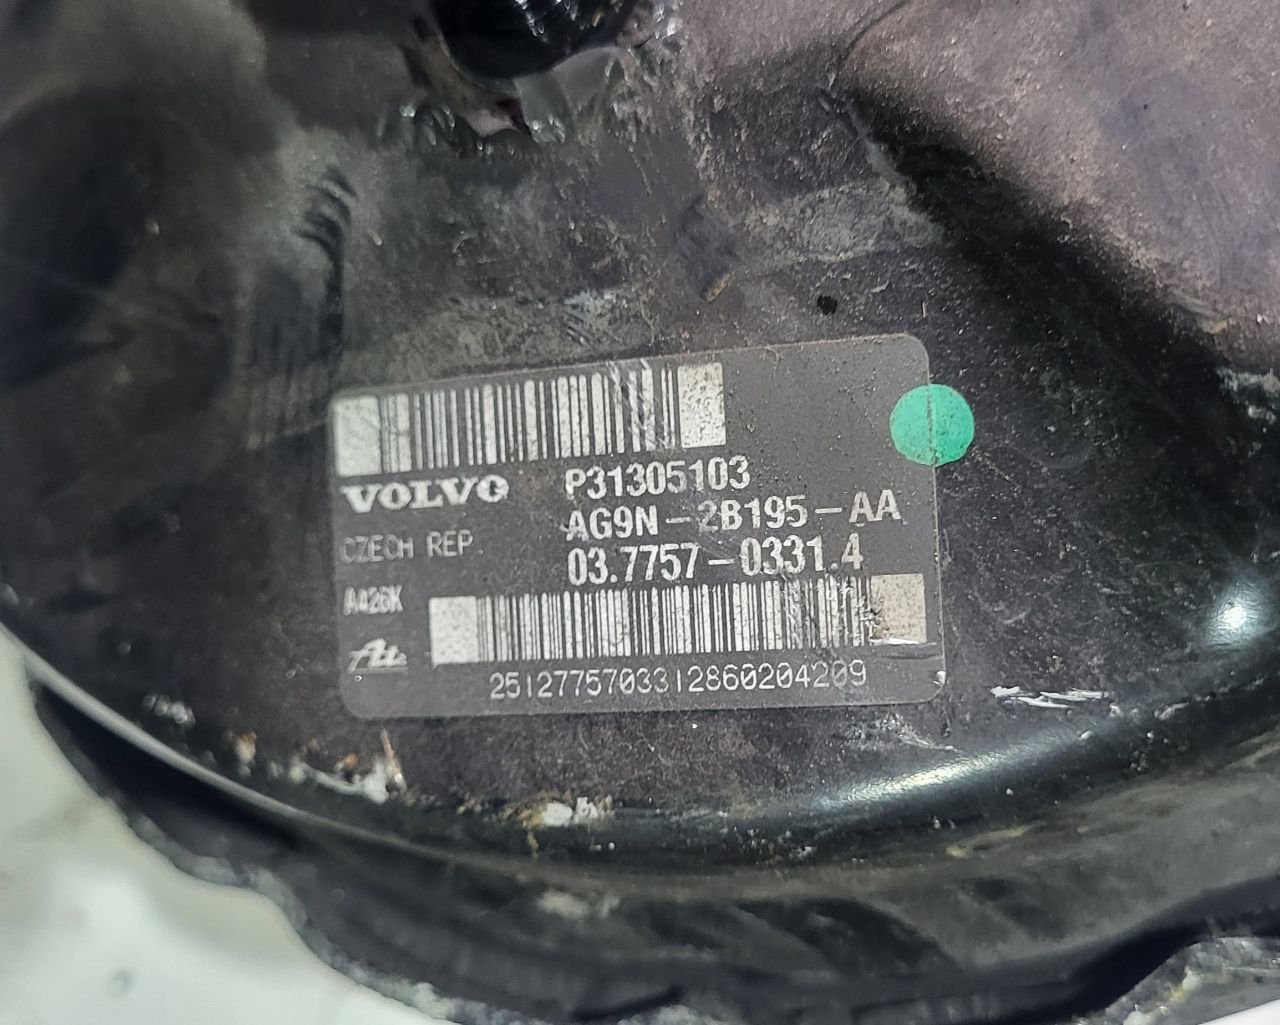 VOLVO P31305103
AG9N-2B195-AA
CZECH REP.
03.7757-0331.4
A426K
Ate
2512775703312860204209